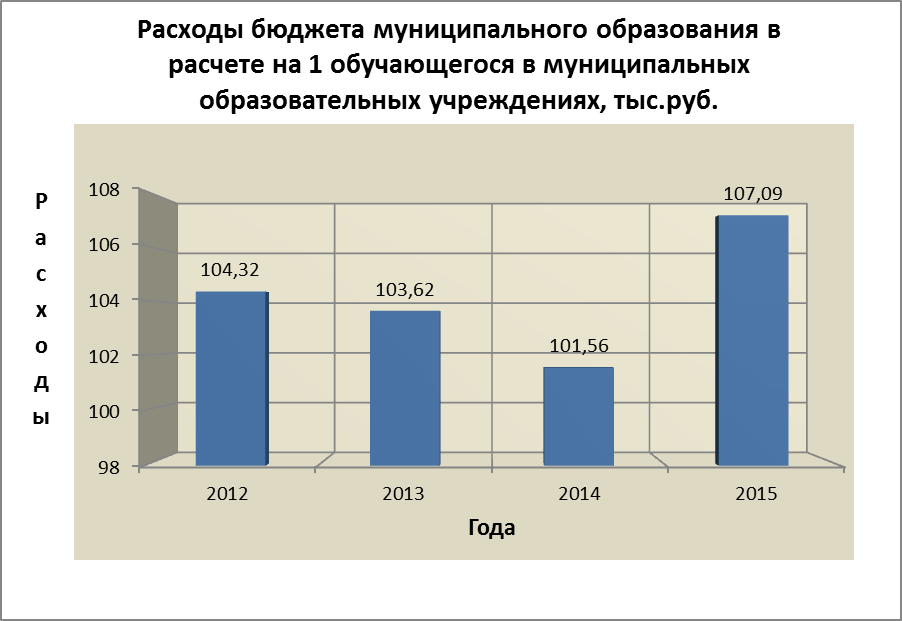 Расходы бюджета муниципального образования в
расчете на 1 обучающегося в муниципальных
образовательных учреждениях, тыс.руб.
Расходы
108
106
104
102
100
98
104,32
103,62
101,56
107,09
2012 2013 2014 2015
Года